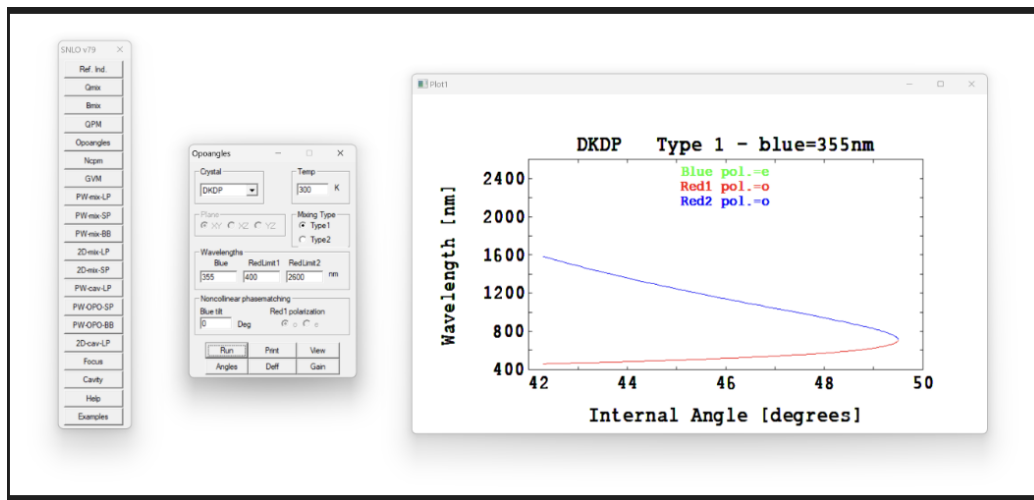 SNLO v79
Ref. Ind.
Qmix
Bmix
QPM
Opoangles
Ncpm
GVM
PW-mix-LP
PW-mix-SP
PW-mix-BB
2D-mix-LP
2D-mix-SP
PW-cav-LP
PW-OPO-SP
PW-OPO-BB
2D-cav-LP
Focus
Cavity
Help
Examples
Opoangles
Crystal
DKDP
Temp
300 K
Plane
XY XZ YZ
Mixing Type
Type1
Type2
Wavelengths
Blue RedLimit1 RedLimit2
355 400 2600 nm
Noncollinear phasematching
Blue tilt Red1 polarization
0 Deg o e
Run Print View
Angles Deff Gain
Plot1
DKDP Type 1 - blue=355nm
Blue pol.=e
Red1 pol.=o
Red2 pol.=o
Wavelength [nm]
2400
2000
1600
1200
800
400
42 44 46 48 50
Internal Angle [degrees]